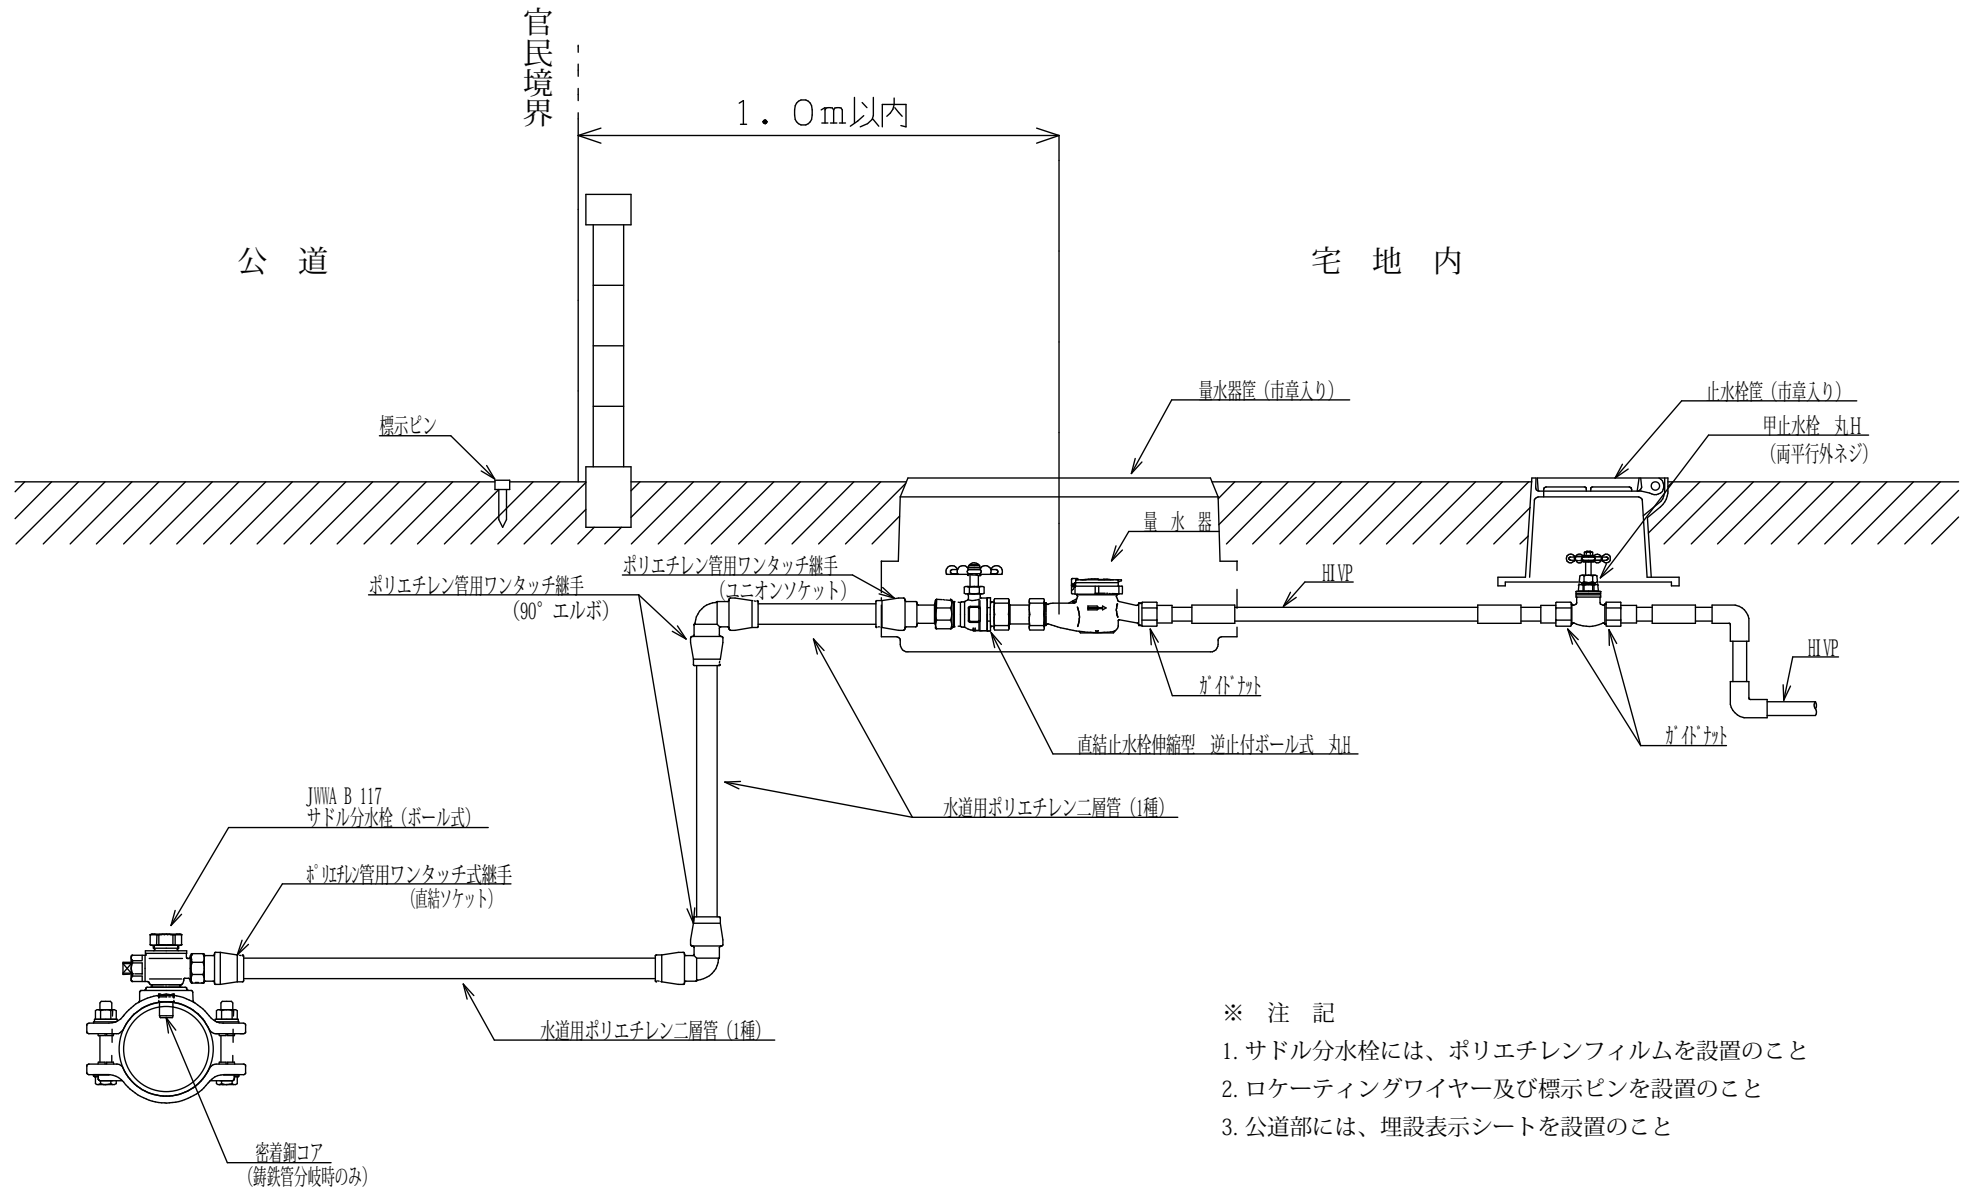 官民境界
1．0m以内
公　道
宅　地　内
量水器筐（市章入り）
止水栓筐（市章入り）
甲止水栓　丸H
（両平行外ネジ）
標示ピン
量　水　器
ポリエチレン管用ワンタッチ継手
（ユニオンソケット）
ポリエチレン管用ワンタッチ継手
（90°エルボ）
HIVP
HIVP
ｶﾞｲﾄﾞﾅｯﾄ
ｶﾞｲﾄﾞﾅｯﾄ
直結止水栓伸縮型　逆止付ボール式　丸H
水道用ポリエチレン二層管（1種）
JWWA B 117
サドル分水栓（ボール式）
ﾎﾟﾘｴﾁﾚﾝ管用ワンタッチ式継手
（直結ソケット）
水道用ポリエチレン二層管（1種）
密着銅コア
（鋳鉄管分岐時のみ）
※　注　記
1. サドル分水栓には、ポリエチレンフィルムを設置のこと
2. ロケーティングワイヤー及び標示ピンを設置のこと
3. 公道部には、埋設表示シートを設置のこと